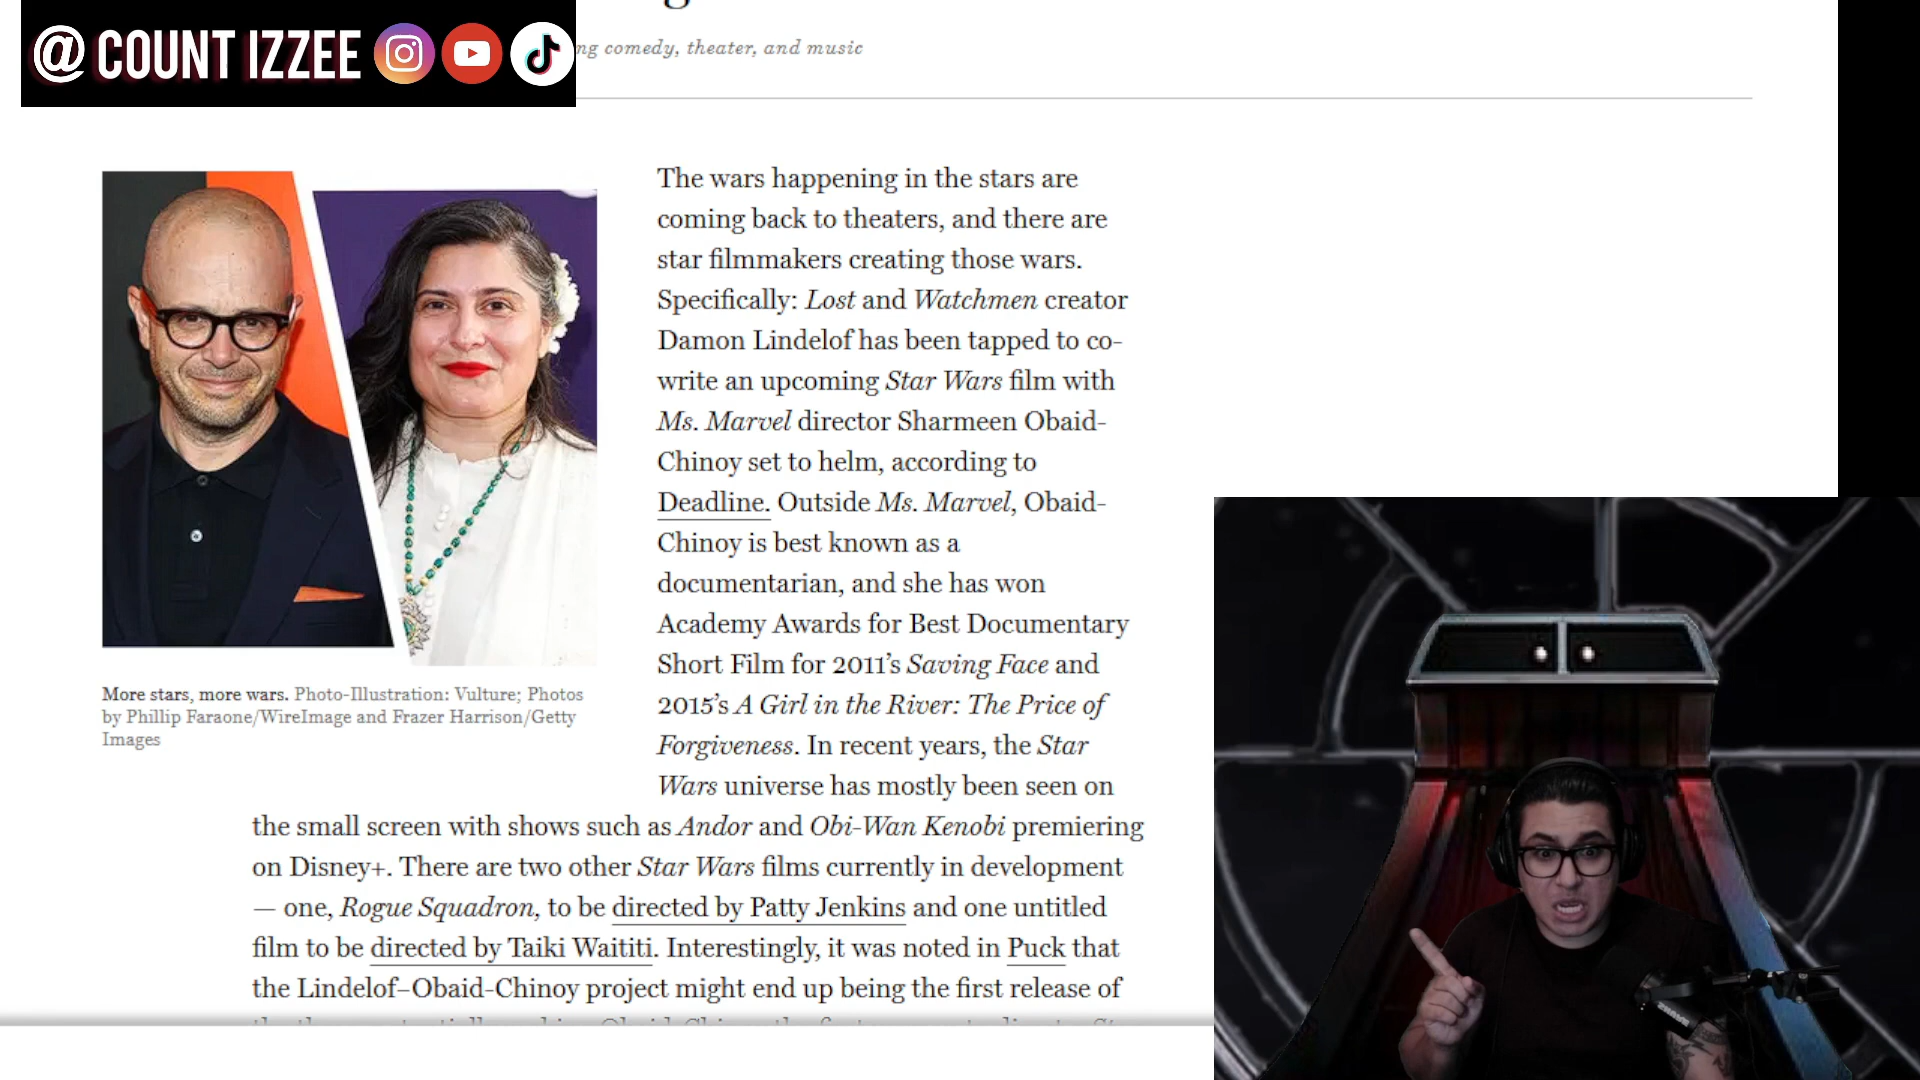 @ COUNT IZZEE
ng comedy, theater, and music
The wars happening in the stars are
coming back to theaters, and there are
star filmmakers creating those wars.
Specifically: Lost and Watchmen creator
Damon Lindelof has been tapped to co-
write an upcoming Star Wars film with
Ms. Marvel director Sharmeen Obaid-
Chinoy set to helm, according to
Deadline. Outside Ms. Marvel, Obaid-
Chinoy is best known as a
documentarian, and she has won
Academy Awards for Best Documentary
Short Film for 2011’s Saving Face and
2015’s A Girl in the River: The Price of
Forgiveness. In recent years, the Star
Wars universe has mostly been seen on
the small screen with shows such as Andor and Obi-Wan Kenobi premiering
on Disney+. There are two other Star Wars films currently in development
— one, Rogue Squadron, to be directed by Patty Jenkins and one untitled
film to be directed by Taiki Waititi. Interestingly, it was noted in Puck that
the Lindelof–Obaid-Chinoy project might end up being the first release of
More stars, more wars. Photo-Illustration: Vulture; Photos
by Phillip Faraone/WireImage and Frazer Harrison/Getty
Images